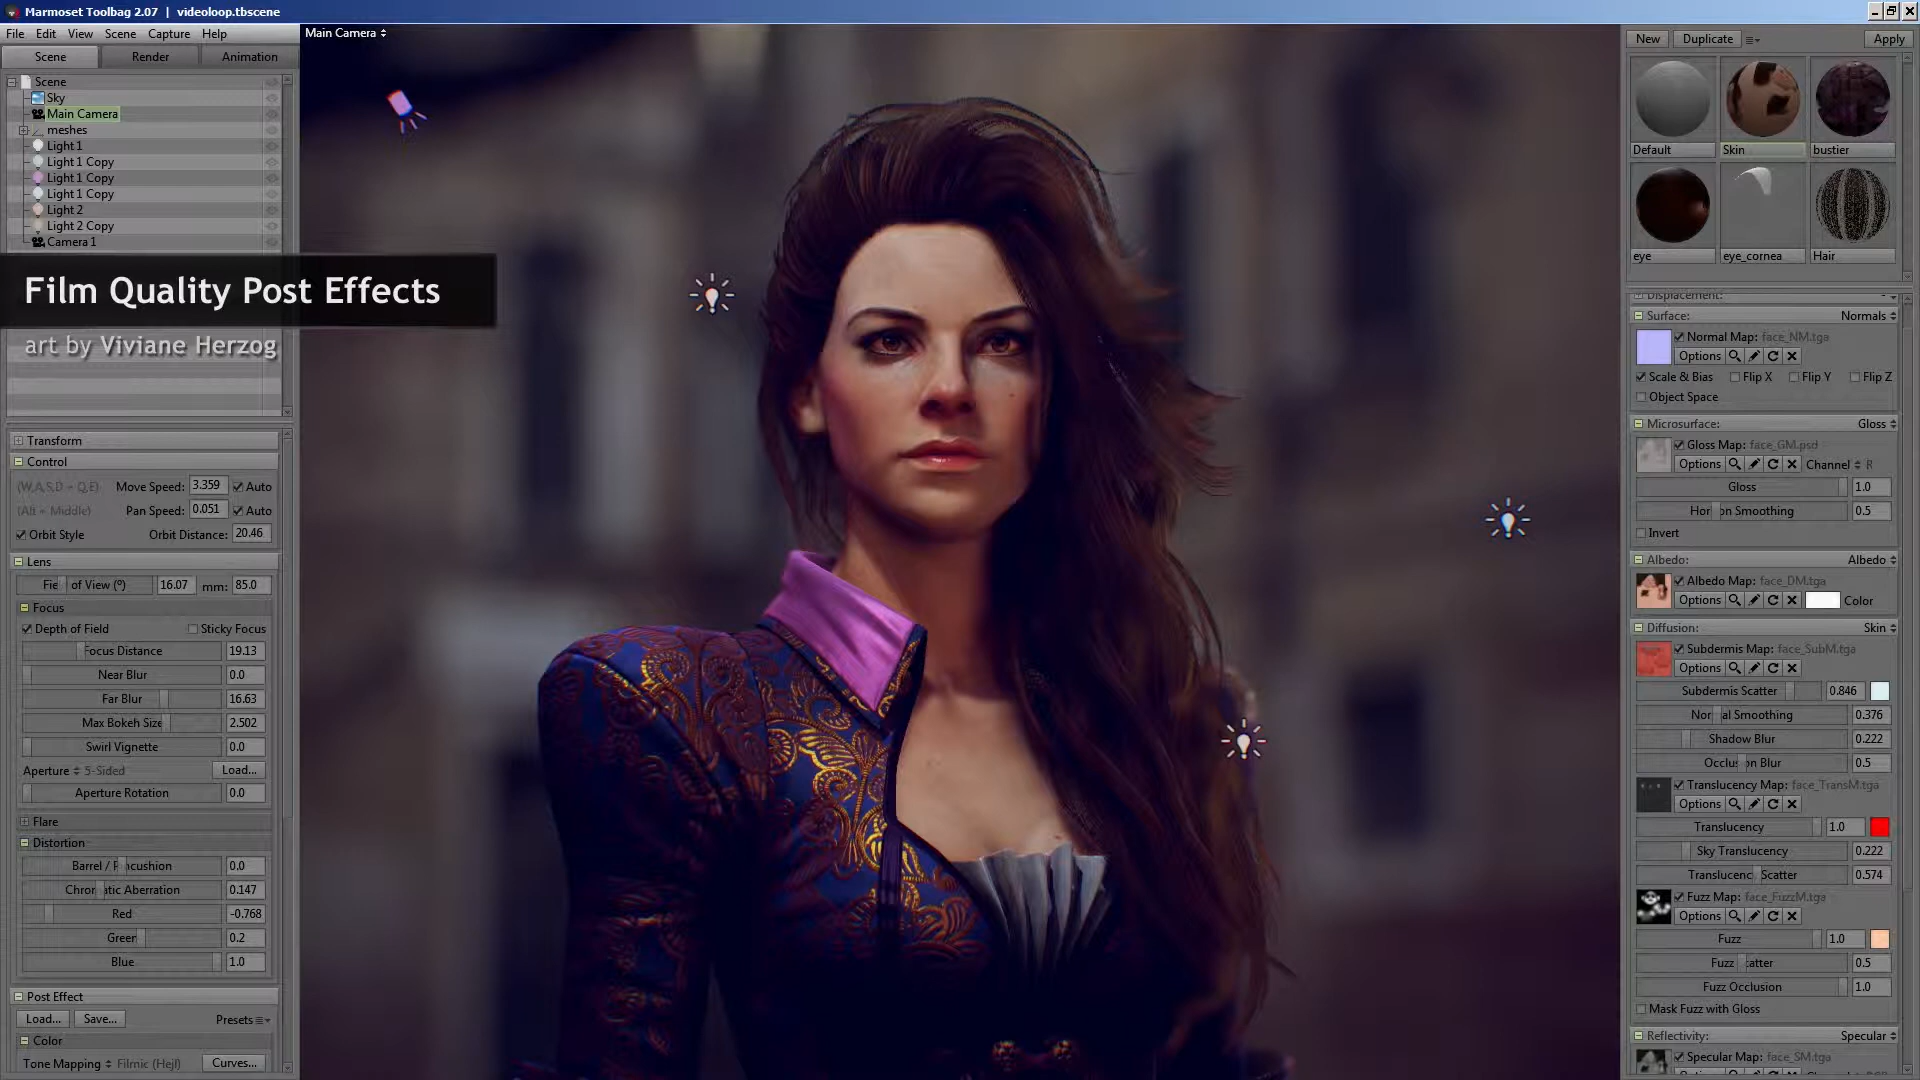 Marmoset Toolbag 2.07 | videoloop.tbscene
File Edit View Scene Capture Help
Scene Render Animation
Scene
Sky
Main Camera
meshes
Light 1
Light 1 Copy
Light 1 Copy
Light 1 Copy
Light 2
Light 2 Copy
Camera 1
Film Quality Post Effects
art by Viviane Herzog
Transform
Control
(W,A,S,D + Q,E) Move Speed: 3.359 Auto
(Alt + Middle) Pan Speed: 0.051 Auto
Orbit Style Orbit Distance: 20.46
Lens
Field of View (º) 16.07 mm: 85.0
Focus
Depth of Field Sticky Focus
Focus Distance 19.13
Near Blur 0.0
Far Blur 16.63
Max Bokeh Size 2.502
Swirl Vignette 0.0
Aperture 5-Sided Load...
Aperture Rotation 0.0
Flare
Distortion
Barrel / Pincushion 0.0
Chromatic Aberration 0.147
Red -0.768
Green 0.2
Blue 1.0
Post Effect
Load... Save... Presets
Color
Tone Mapping Filmic (Hejl) Curves...
Main Camera
New Duplicate Apply
Default Skin bustier
eye eye_cornea Hair
Displacement:
Surface: Normals
Normal Map: face_NM.tga
Options
Scale & Bias Flip X Flip Y Flip Z
Object Space
Microsurface: Gloss
Gloss Map: face_GM.psd
Options Channel R
Gloss 1.0
Horizon Smoothing 0.5
Invert
Albedo: Albedo
Albedo Map: face_DM.tga
Options Color
Diffusion: Skin
Subdermis Map: face_SubM.tga
Options
Subdermis Scatter 0.846
Normal Smoothing 0.376
Shadow Blur 0.222
Occlusion Blur 0.5
Translucency Map: face_TransM.tga
Options
Translucency 1.0
Sky Translucency 0.222
Translucency Scatter 0.574
Fuzz Map: face_FuzzM.tga
Options
Fuzz 1.0
Fuzz Scatter 0.5
Fuzz Occlusion 1.0
Mask Fuzz with Gloss
Reflectivity: Specular
Specular Map: face_SM.tga